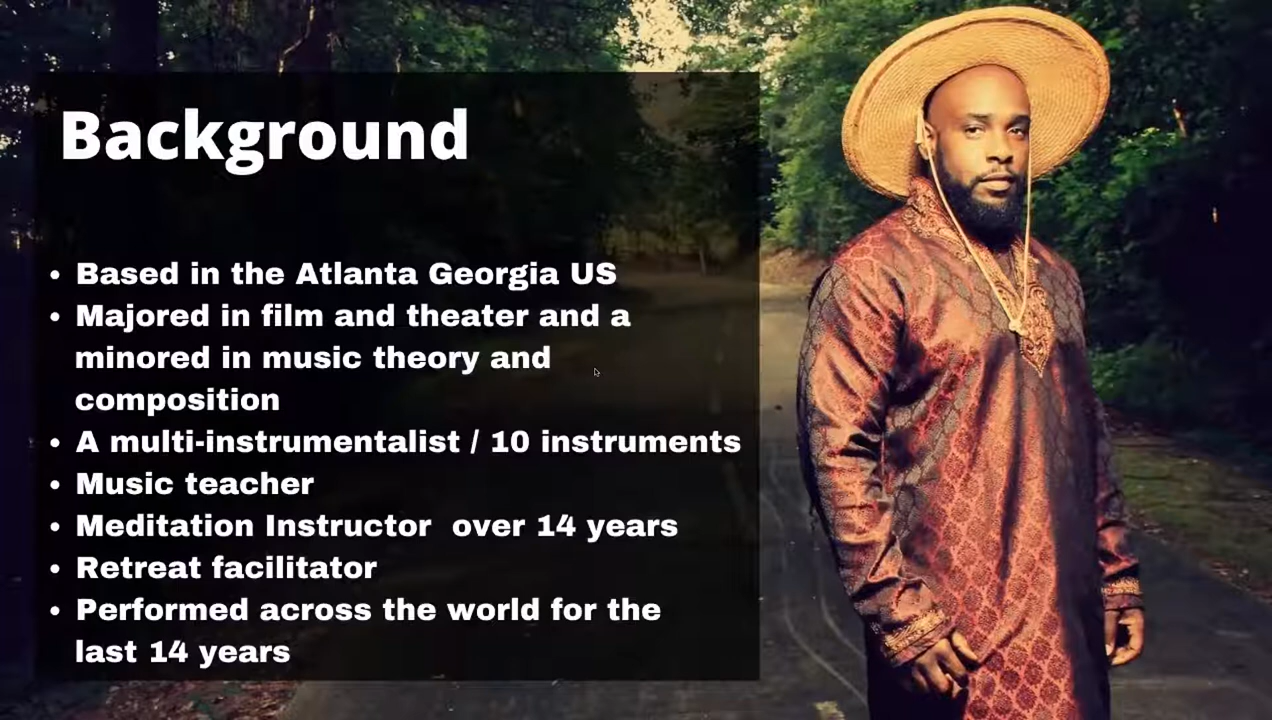 Background
• Based in the Atlanta Georgia US
• Majored in film and theater and a
minored in music theory and
composition
• A multi-instrumentalist / 10 instruments
• Music teacher
• Meditation Instructor  over 14 years
• Retreat facilitator
• Performed across the world for the
last 14 years